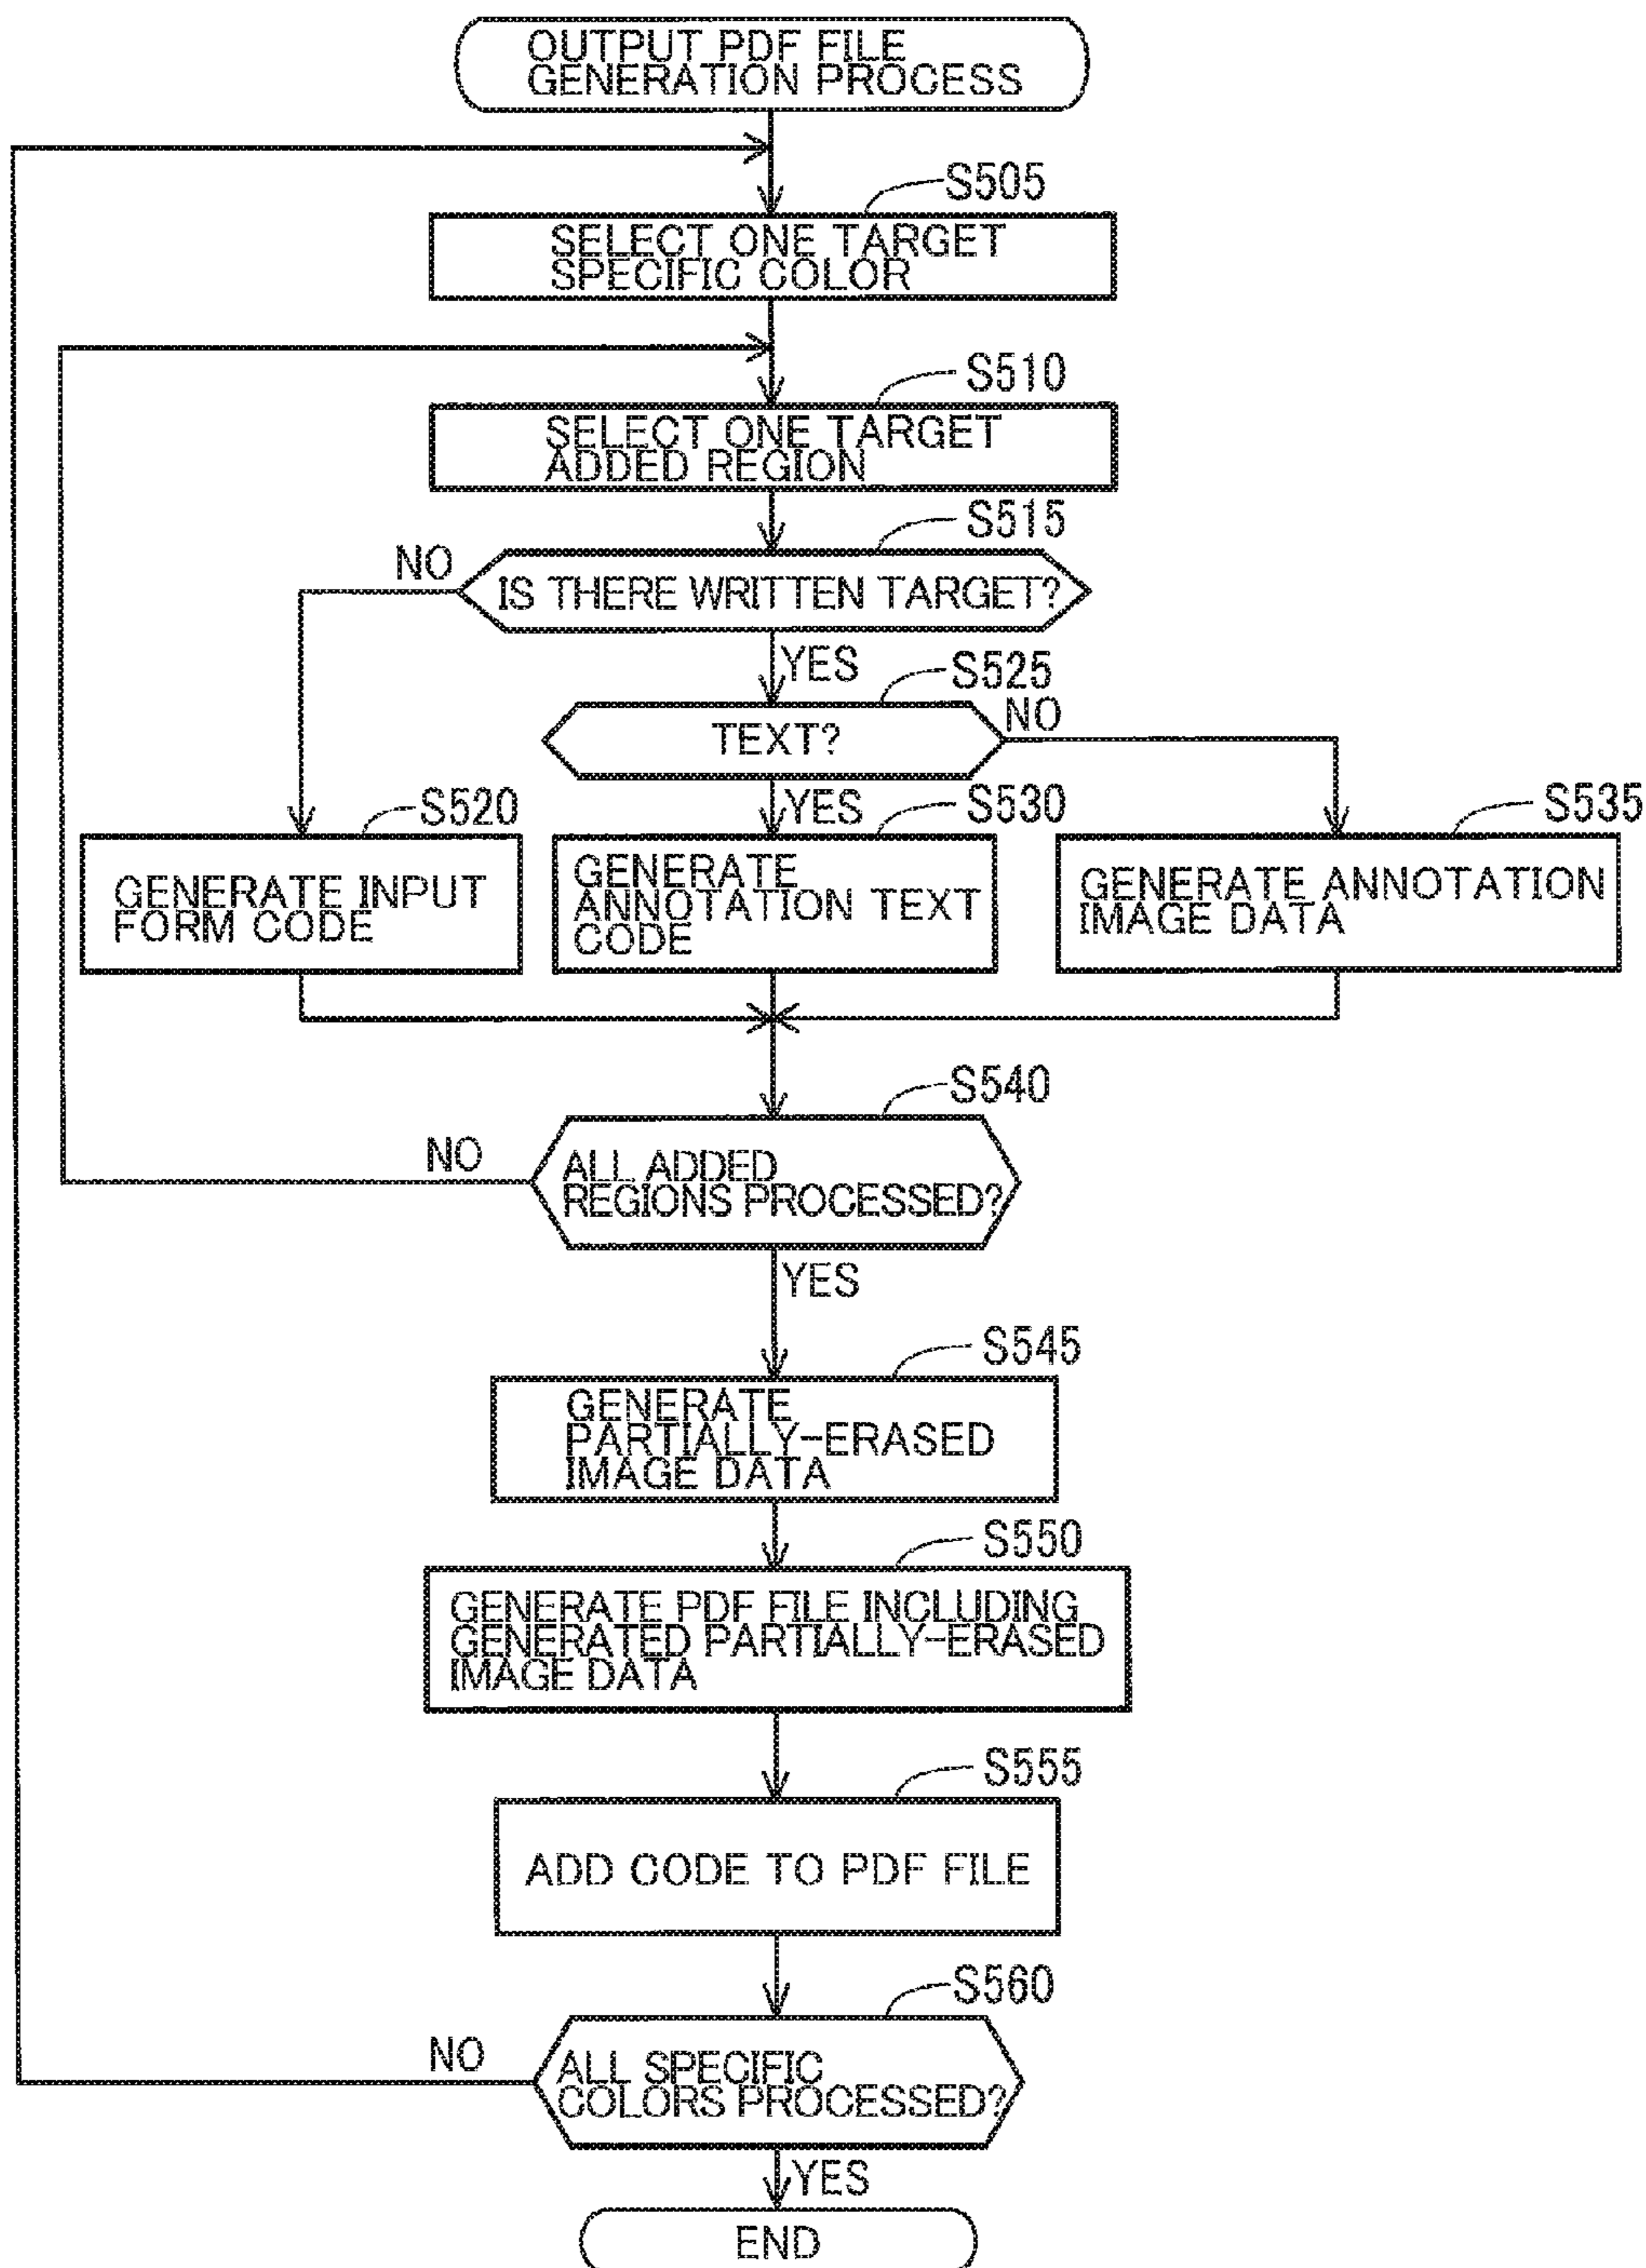 OUTPUT PDF FILE
GENERATION PROCESS
S505
SELECT ONE TARGET
SPECIFIC COLOR
S510
SELECT ONE TARGET
ADDED REGION
S515
NO
IS THERE WRITTEN TARGET?
YES
S525
NO
TEXT?
S520
YES
S530
S535
GENERATE INPUT
FORM CODE
GENERATE
ANNOTATION TEXT
CODE
GENERATE ANNOTATION
IMAGE DATA
S540
NO
ALL ADDED
REGIONS PROCESSED?
YES
S545
GENERATE
PARTIALLY-ERASED
IMAGE DATA
S550
GENERATE PDF FILE INCLUDING
GENERATED PARTIALLY-ERASED
IMAGE DATA
S555
ADD CODE TO PDF FILE
S560
NO
ALL SPECIFIC
COLORS PROCESSED?
YES
END